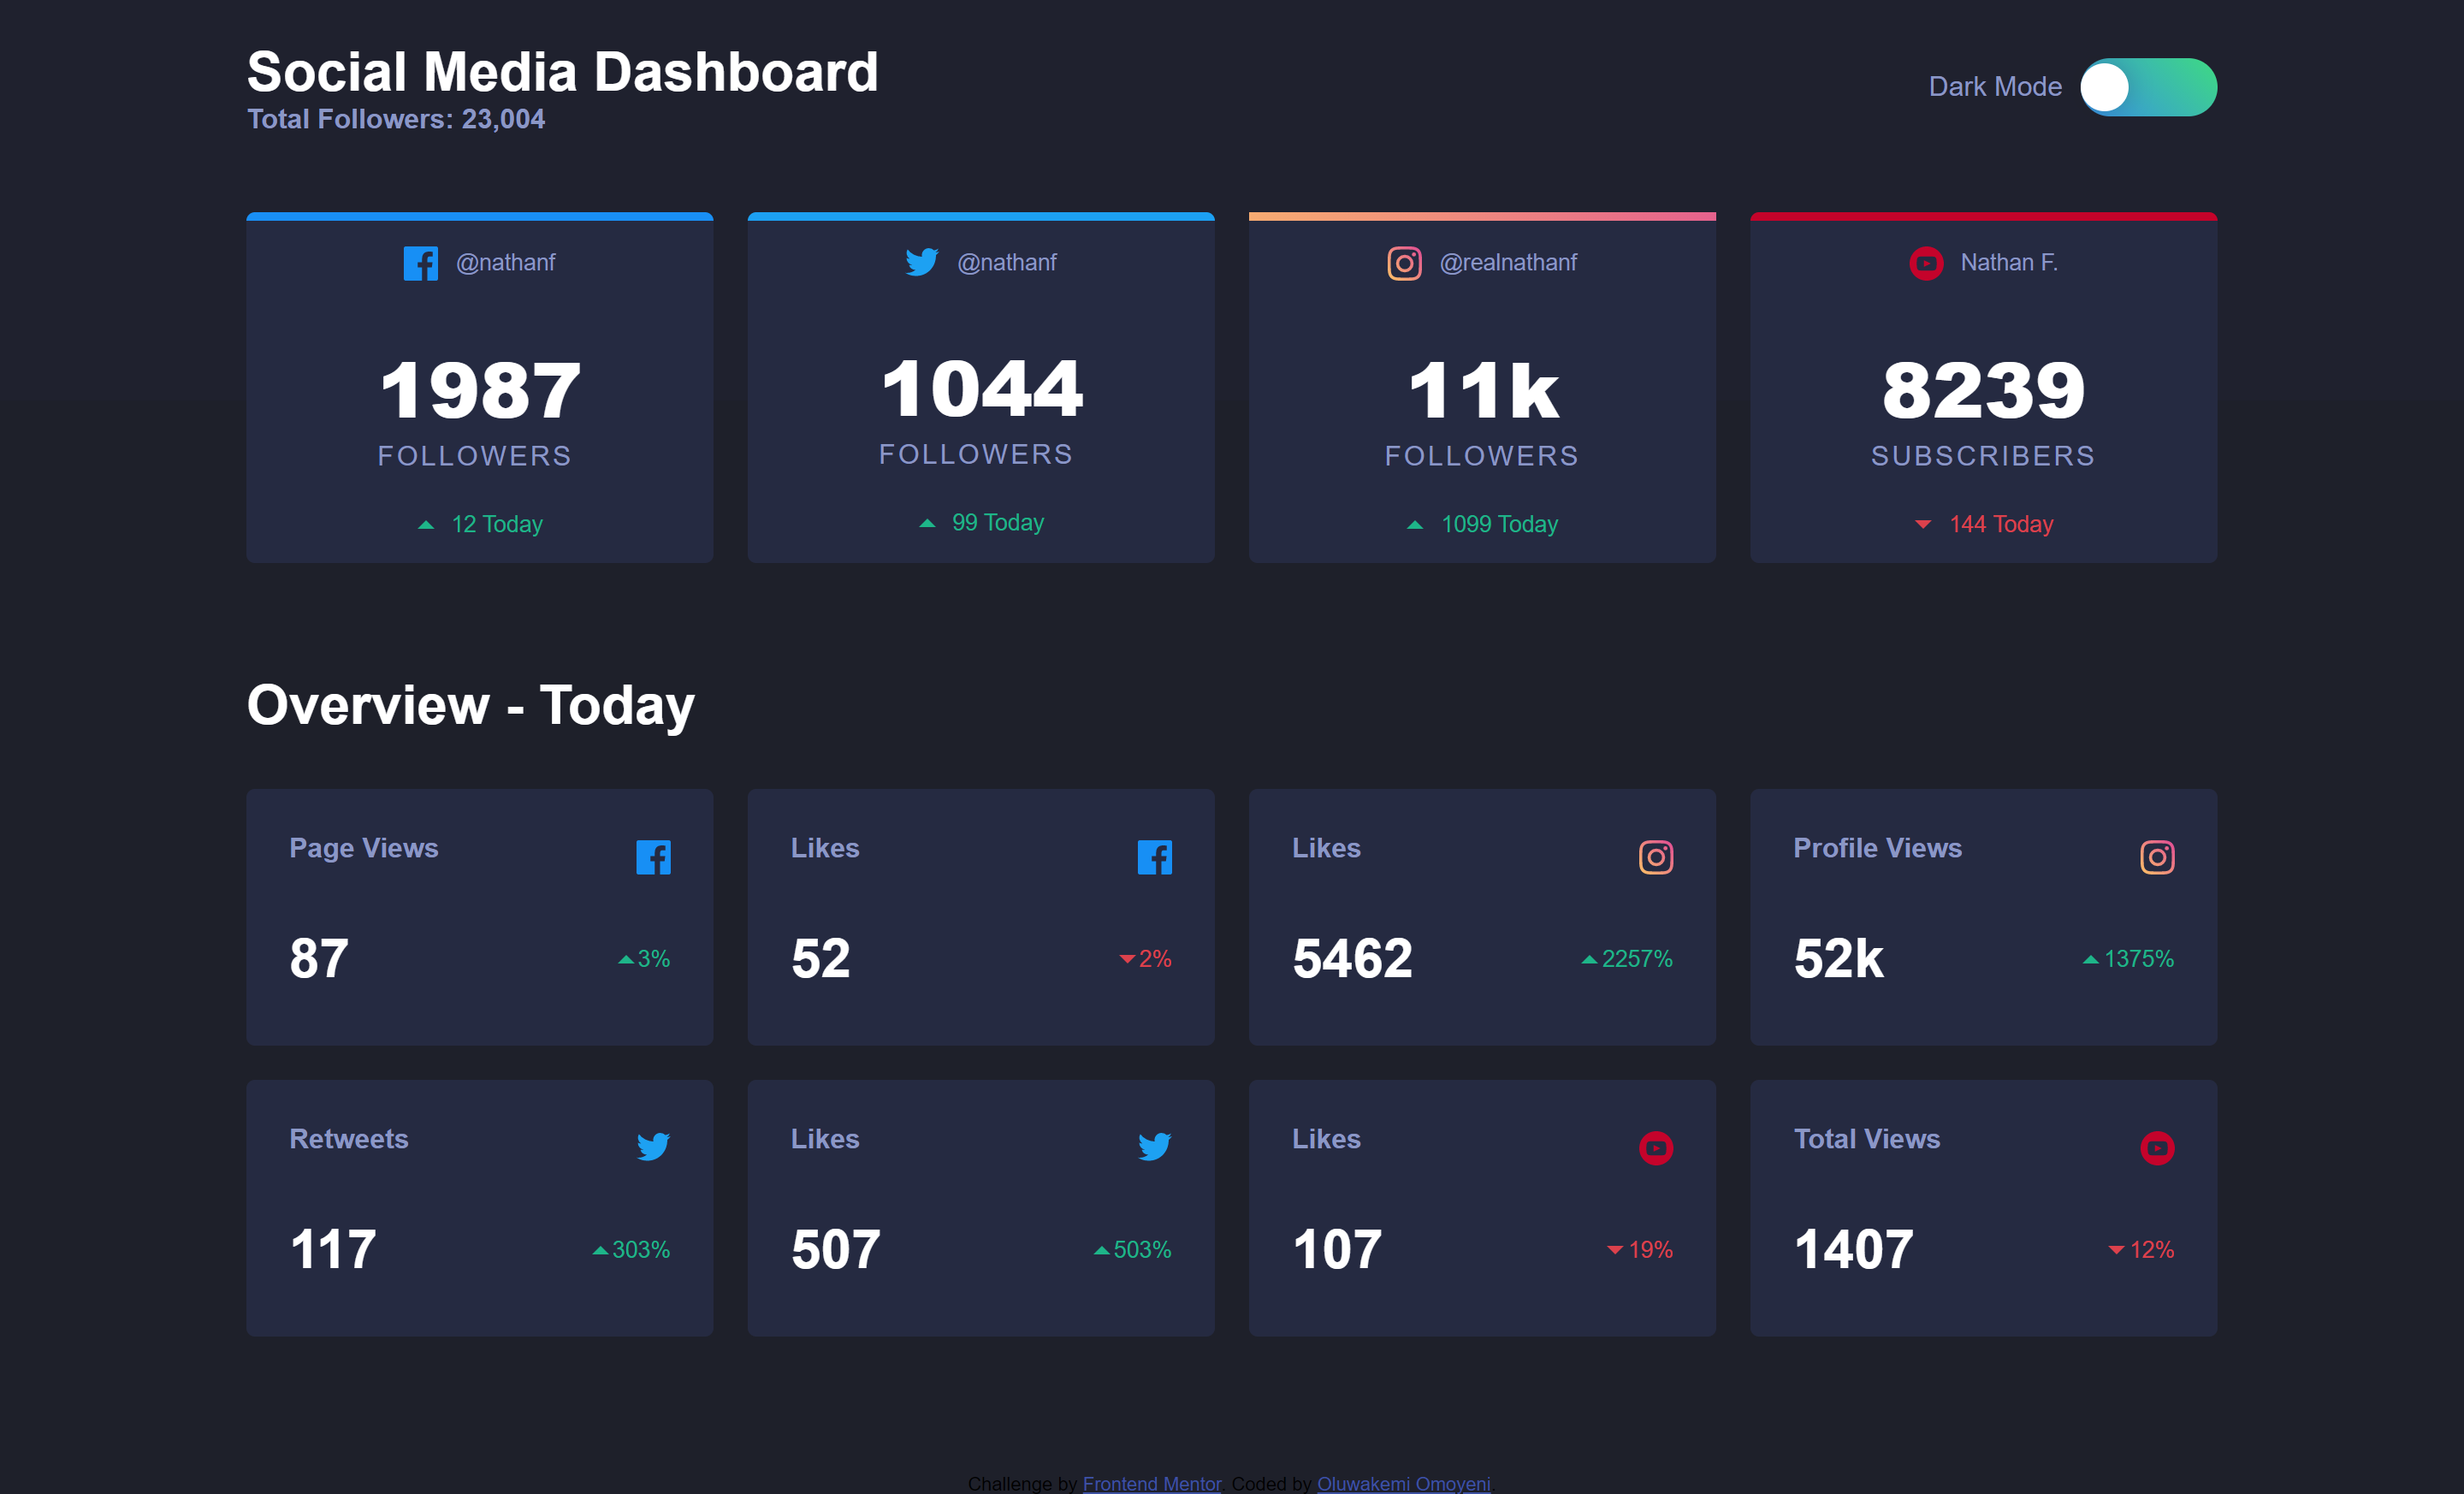 Social Media Dashboard
Total Followers: 23,004
Dark Mode
@nathanf
1987
FOLLOWERS
12 Today
@nathanf
1044
FOLLOWERS
99 Today
@realnathanf
11k
FOLLOWERS
1099 Today
Nathan F.
8239
SUBSCRIBERS
144 Today
Overview - Today
Page Views
87
3%
Likes
52
2%
Likes
5462
2257%
Profile Views
52k
1375%
Retweets
117
303%
Likes
507
503%
Likes
107
19%
Total Views
1407
12%
Challenge by Frontend Mentor. Coded by Oluwakemi Omoyeni.